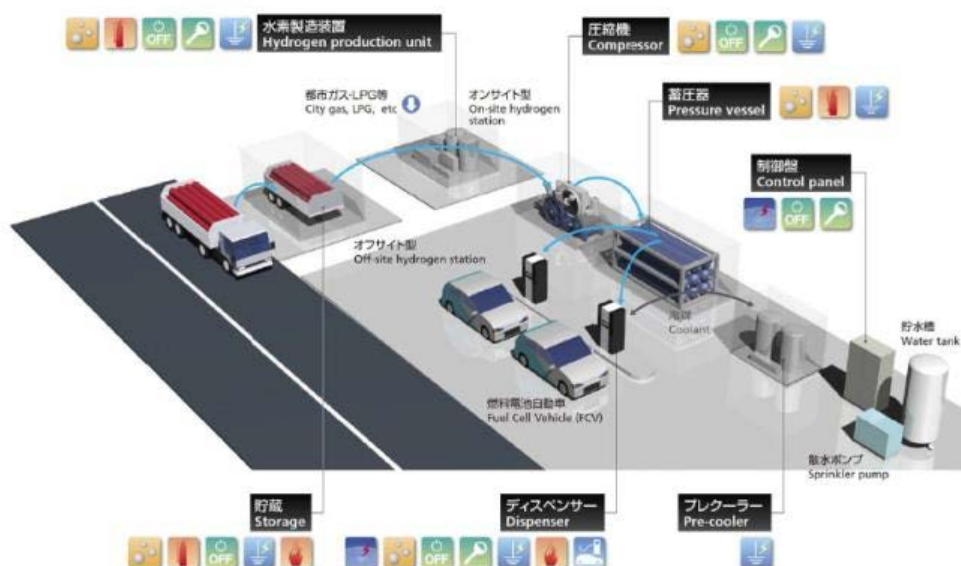 水素製造装置
Hydrogen production unit
OFF
圧縮機
Compressor
OFF
都市ガス・LPG等
City gas, LPG, etc
オンサイト型
On-site hydrogen
station
蓄圧器
Pressure vessel
制御盤
Control panel
OFF
オフサイト型
Off-site hydrogen station
Coolant
貯水槽
Water tank
燃料電池自動車
Fuel Cell Vehicle (FCV)
散水ポンプ
Sprinkler pump
貯蔵
Storage
OFF
ディスペンサー
Dispenser
OFF
プレクーラー
Pre-cooler